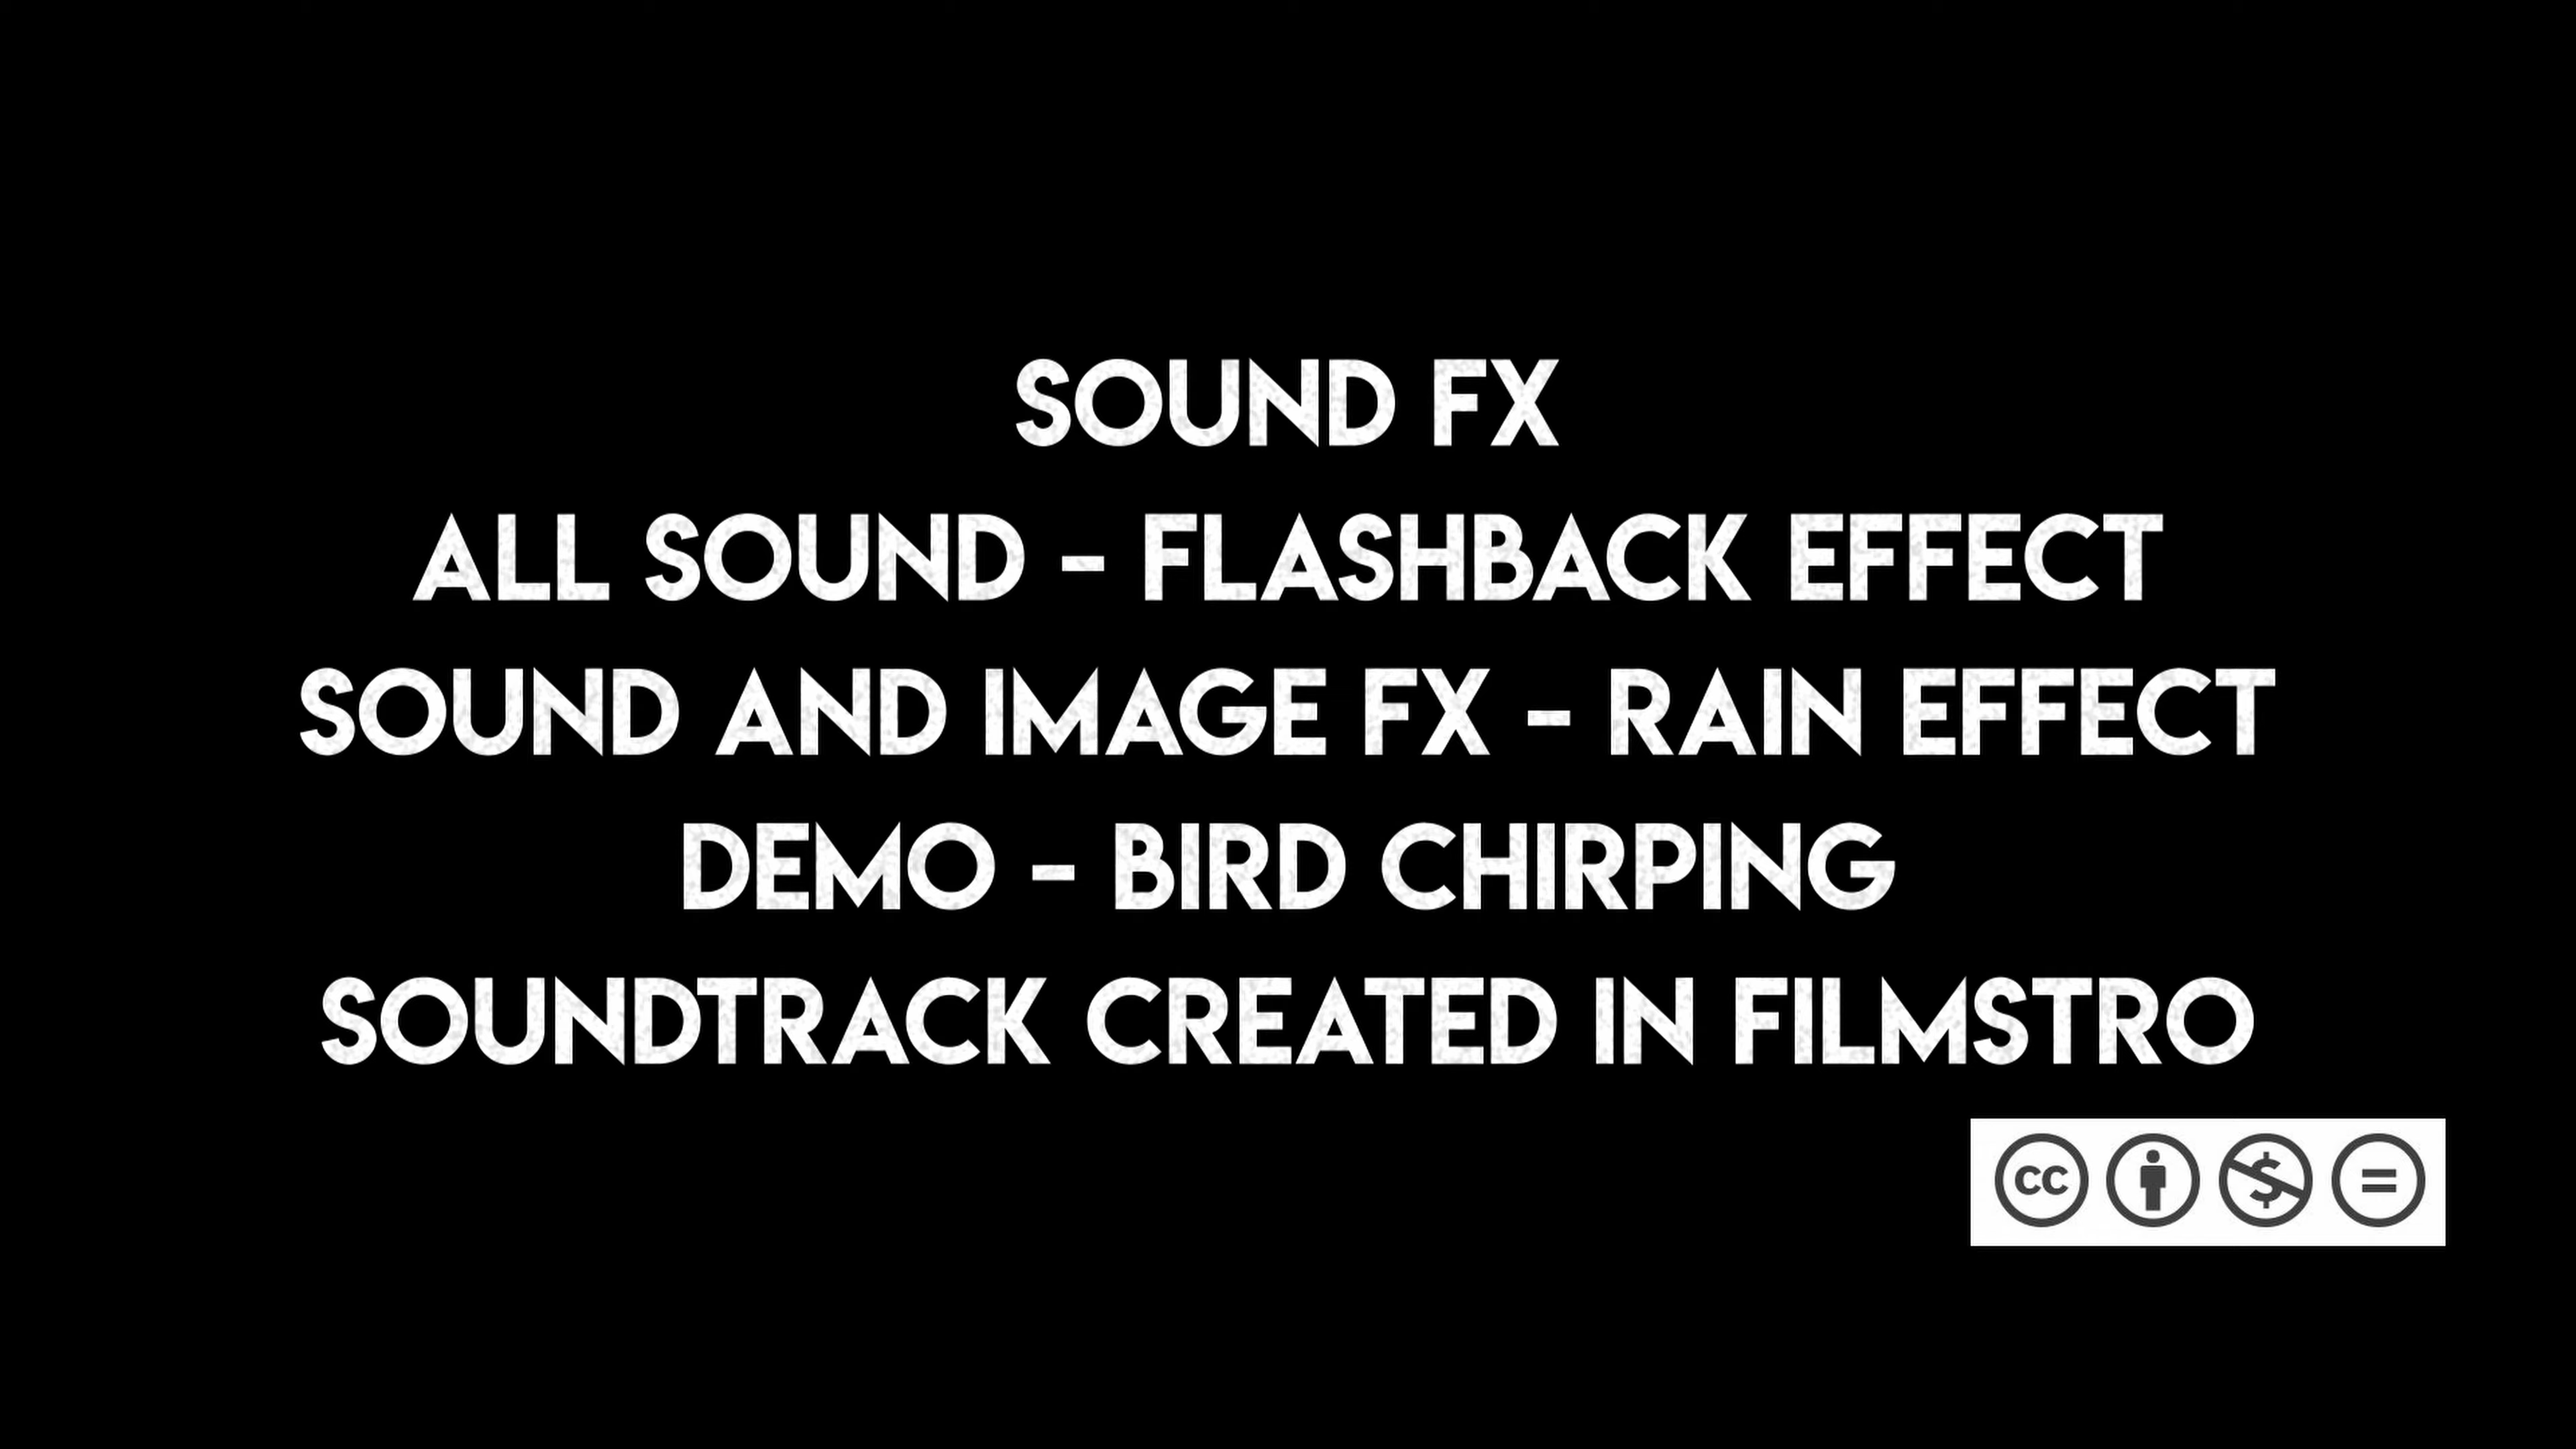 SOUND FX
ALL SOUND - FLASHBACK EFFECT
SOUND AND IMAGE FX - RAIN EFFECT
DEMO - BIRD CHIRPING
SOUNDTRACK CREATED IN FILMSTRO
CC $ =